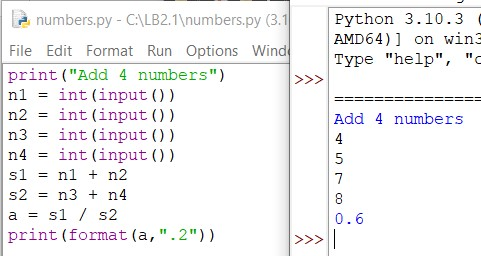 numbers.py - C:\LB2.1\numbers.py (3.1
File Edit Format Run Options Windo
print("Add 4 numbers")
n1 = int(input())
n2 = int(input())
n3 = int(input())
n4 = int(input())
s1 = n1 + n2
s2 = n3 + n4
a = s1 / s2
print(format(a,".2"))
Python 3.10.3 (
AMD64)] on win3
Type "help", "c
>>>
===============
Add 4 numbers
4
5
7
8
0.6
>>>